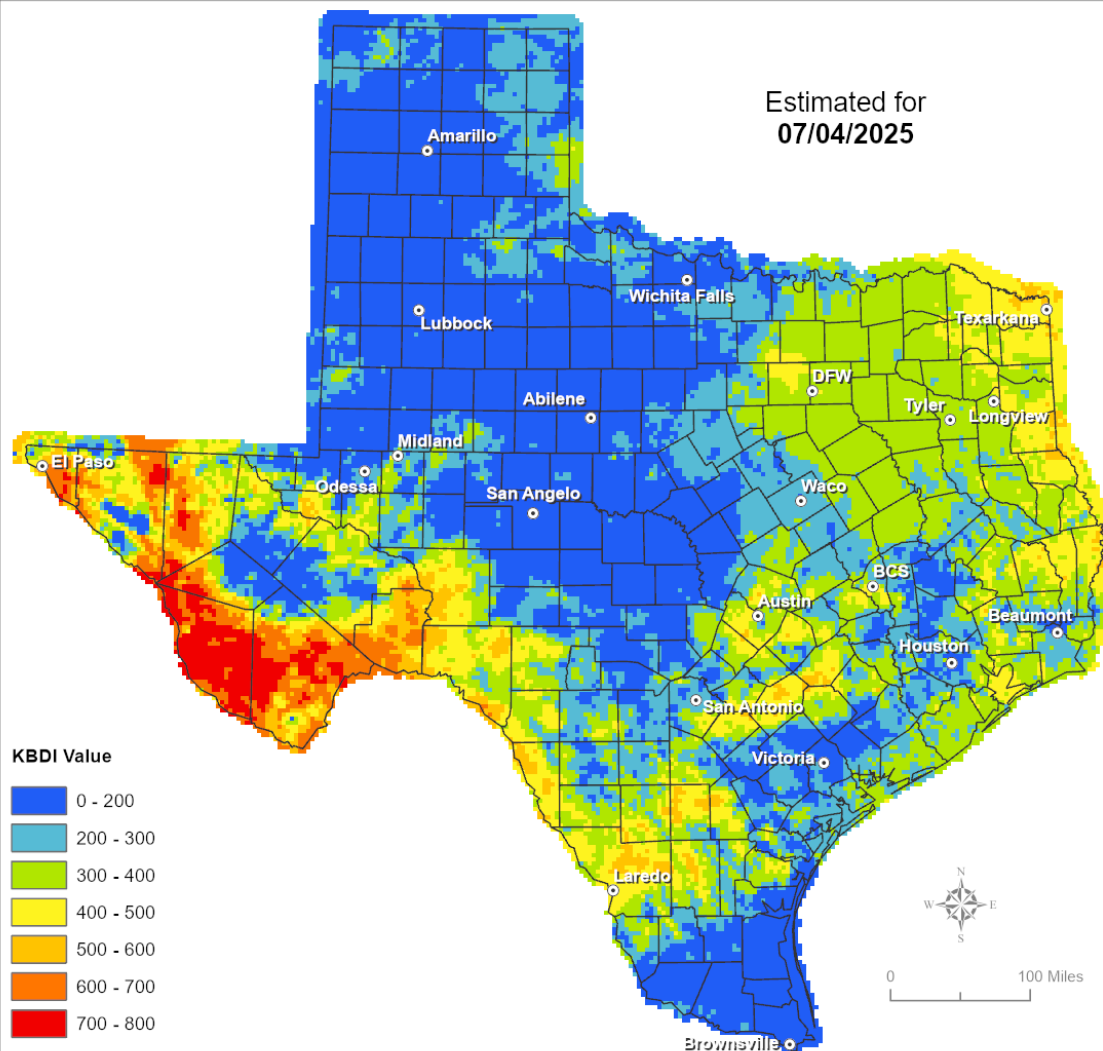 Estimated for
07/04/2025
Amarillo
Wichita Falls
Lubbock
Texarkana
DFW
Abilene
Tyler
Longview
Midland
El Paso
Odessa
San Angelo
Waco
BCS
Austin
Beaumont
Houston
San Antonio
Victoria
Laredo
Brownsville
KBDI Value
0 - 200
200 - 300
300 - 400
400 - 500
500 - 600
600 - 700
700 - 800
N
W
E
S
0
100 Miles